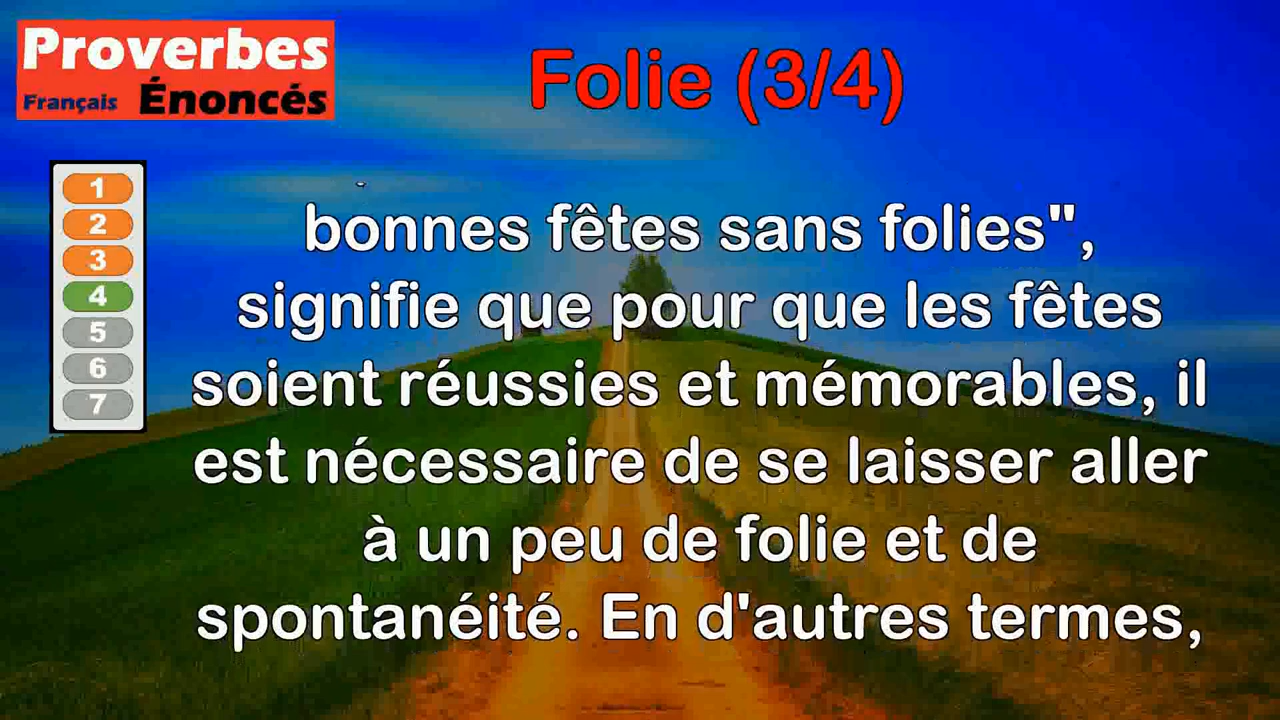 Proverbes
Français Énoncés
Folie (3/4)
1
2
3
4
5
6
7
bonnes fêtes sans folies",
signifie que pour que les fêtes
soient réussies et mémorables, il
est nécessaire de se laisser aller
à un peu de folie et de
spontanéité. En d'autres termes,